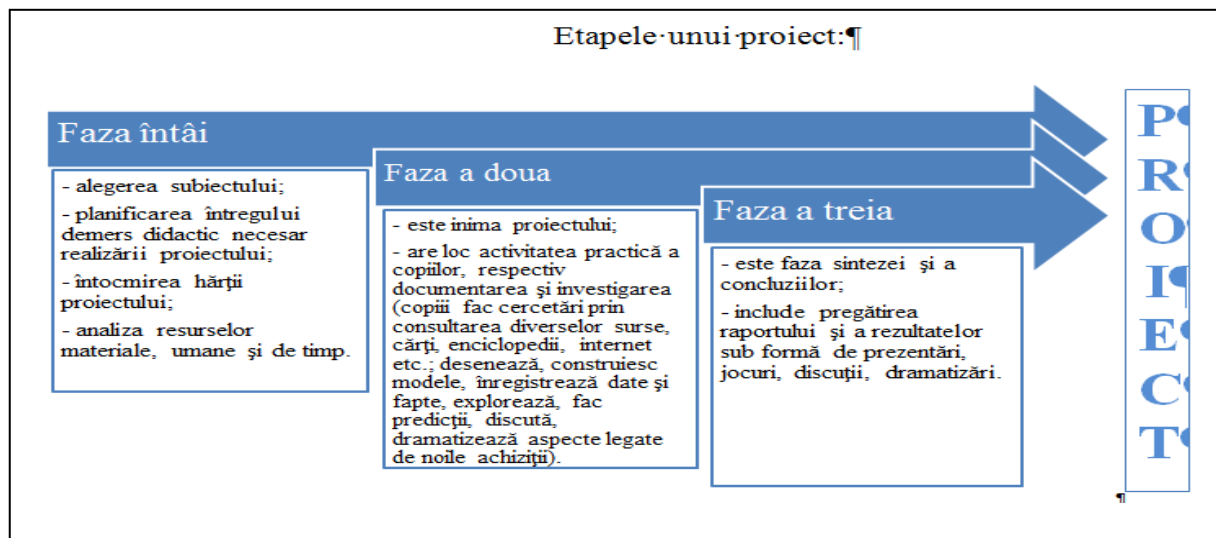 Etapele·unui·proiect:¶
Faza întâi
- alegerea subiectului;
- planificarea întregului
demers didactic necesar
realizării proiectului;
- întocmirea hărţii
proiectului;
- analiza resurselor
materiale, umane şi de timp.
Faza a doua
- este inima proiectului;
- are loc activitatea practică a
copiilor, respectiv
documentarea şi investigarea
(copiii fac cercetări prin
consultarea diverselor surse,
cărţi, enciclopedii, internet
etc.; desenează, construiesc
modele, înregistrează date şi
fapte, explorează, fac
predicţii, discută,
dramatizează aspecte legate
de noile achiziţii).
Faza a treia
- este faza sintezei şi a
concluziilor;
- include pregătirea
raportului şi a rezultatelor
sub formă de prezentări,
jocuri, discuţii, dramatizări.
P¶
R¶
O¶
I¶
E¶
C¶
T¶
¶